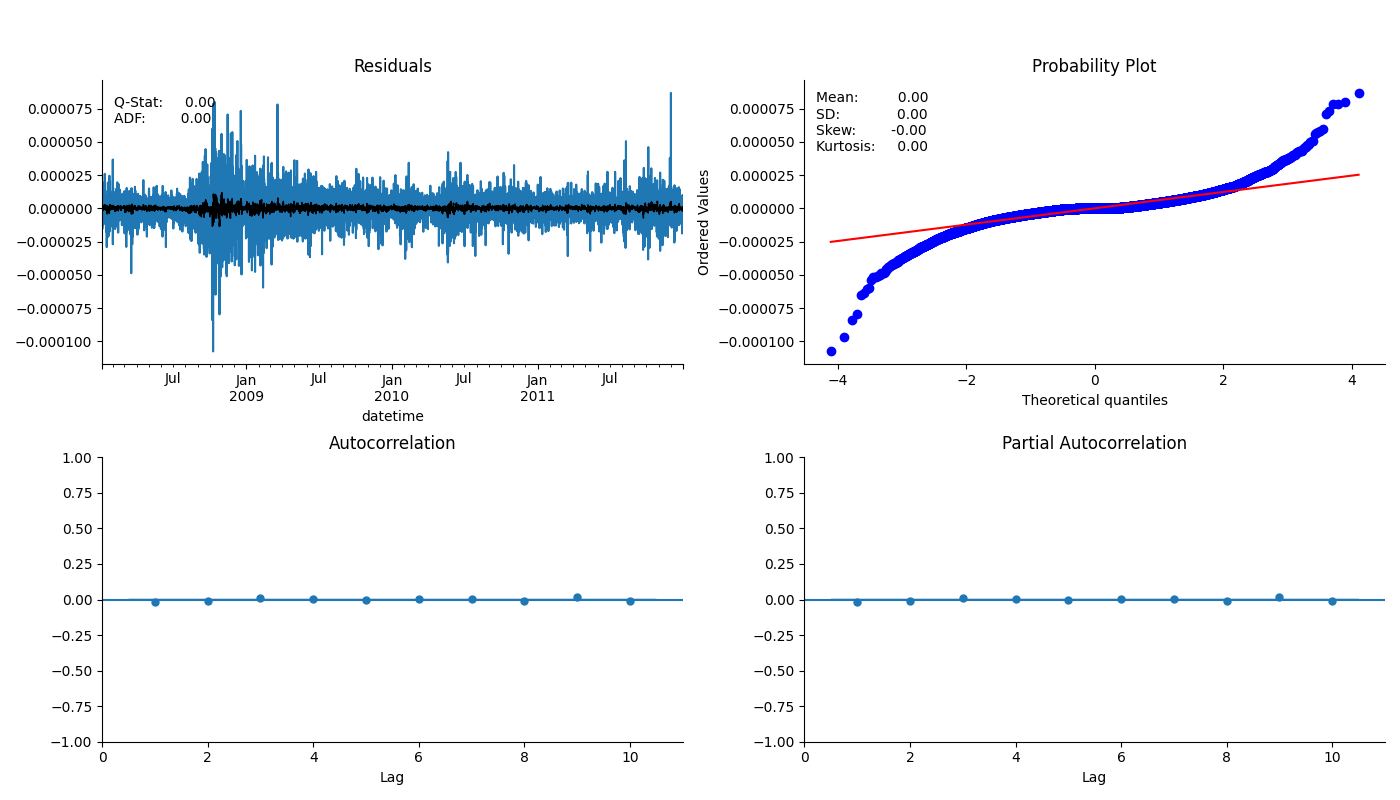 Residuals
Q-Stat: 0.00
ADF: 0.00
0.000075
0.000050
0.000025
0.000000
−0.000025
−0.000050
−0.000075
−0.000100
Jul Jan Jul Jan Jul Jan Jul
2009 2010 2011
datetime
Probability Plot
Mean: 0.00
SD: 0.00
Skew: -0.00
Kurtosis: 0.00
Ordered Values
0.000075
0.000050
0.000025
0.000000
−0.000025
−0.000050
−0.000075
−0.000100
−4 −2 0 2 4
Theoretical quantiles
Autocorrelation
1.00
0.75
0.50
0.25
0.00
−0.25
−0.50
−0.75
−1.00
0 2 4 6 8 10
Lag
Partial Autocorrelation
1.00
0.75
0.50
0.25
0.00
−0.25
−0.50
−0.75
−1.00
0 2 4 6 8 10
Lag